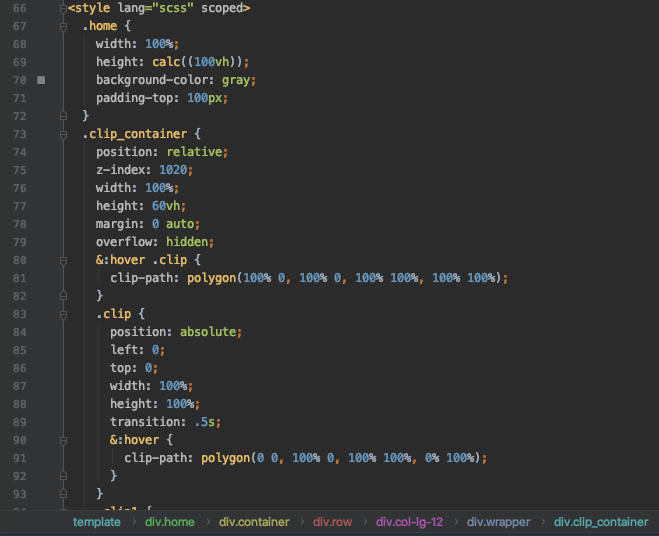 66 <style lang="scss" scoped>
67 .home {
68 width: 100%;
69 height: calc((100vh));
70 background-color: gray;
71 padding-top: 100px;
72 }
73 .clip_container {
74 position: relative;
75 z-index: 1020;
76 width: 100%;
77 height: 60vh;
78 margin: 0 auto;
79 overflow: hidden;
80 &:hover .clip {
81 clip-path: polygon(100% 0, 100% 0, 100% 100%, 100% 100%);
82 }
83 .clip {
84 position: absolute;
85 left: 0;
86 top: 0;
87 width: 100%;
88 height: 100%;
89 transition: .5s;
90 &:hover {
91 clip-path: polygon(0 0, 100% 0, 100% 100%, 0% 100%);
92 }
93 }
template › div.home › div.container › div.row › div.col-lg-12 › div.wrapper › div.clip_container